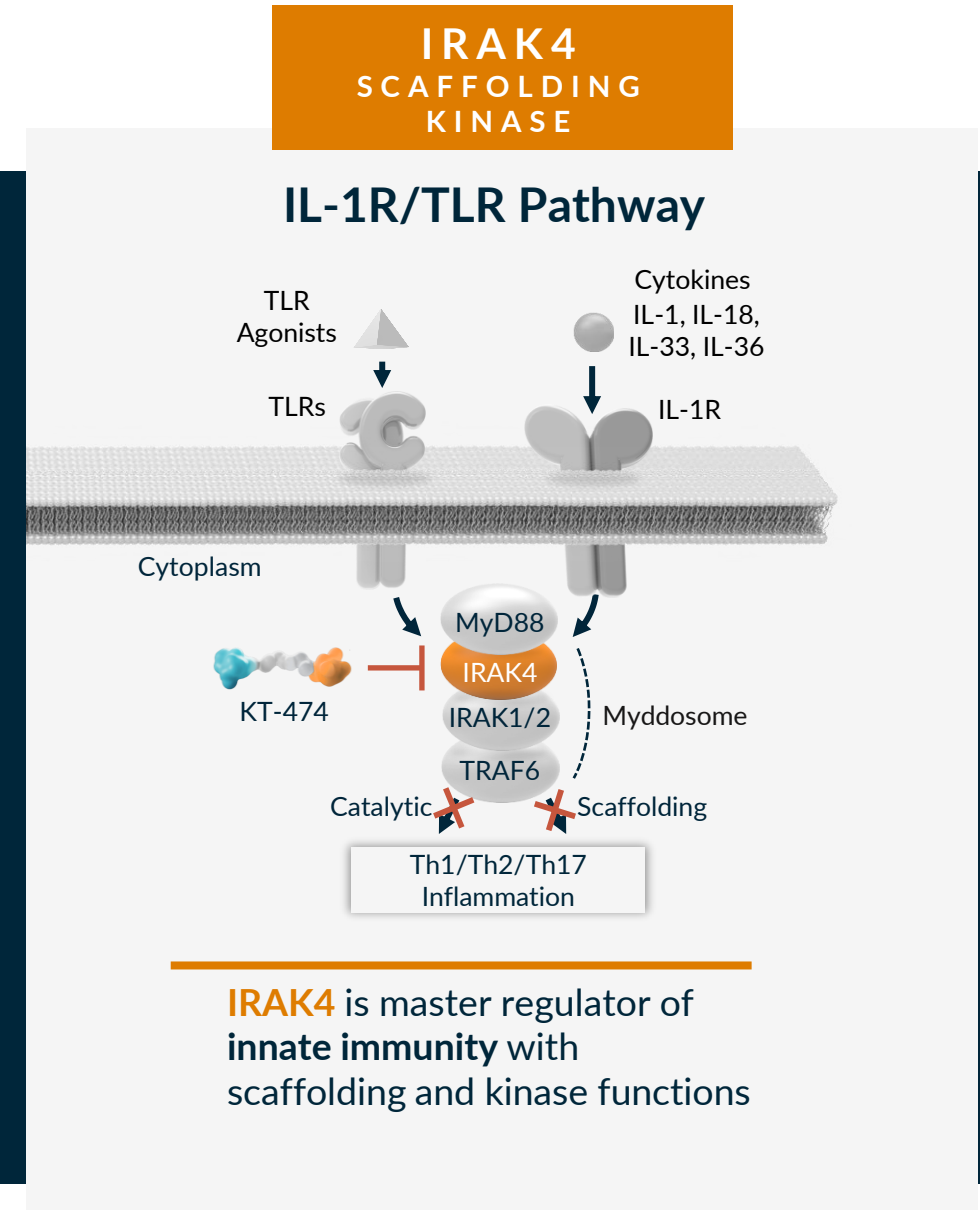 IRAK4
SCAFFOLDING
KINASE
IL-1R/TLR Pathway
TLR
Agonists
Cytokines
IL-1, IL-18,
IL-33, IL-36
TLRs
IL-1R
Cytoplasm
MyD88
IRAK4
KT-474
IRAK1/2
Myddosome
TRAF6
Catalytic
Scaffolding
Th1/Th2/Th17
Inflammation
IRAK4 is master regulator of
innate immunity with
scaffolding and kinase functions